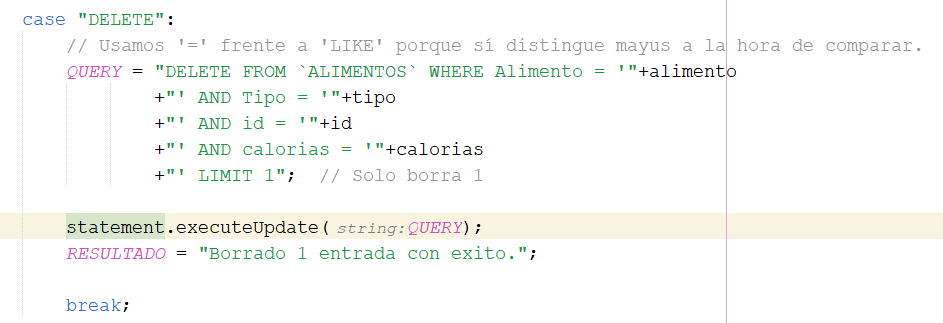 case "DELETE":
// Usamos '=' frente a 'LIKE' porque sí distingue mayus a la hora de comparar.
QUERY = "DELETE FROM `ALIMENTOS` WHERE Alimento = '"+alimento
+"' AND Tipo = '"+tipo
+"' AND id = '"+id
+"' AND calorias = '"+calorias
+"' LIMIT 1";  // Solo borra 1
statement.executeUpdate( string:QUERY);
RESULTADO = "Borrado 1 entrada con exito.";
break;